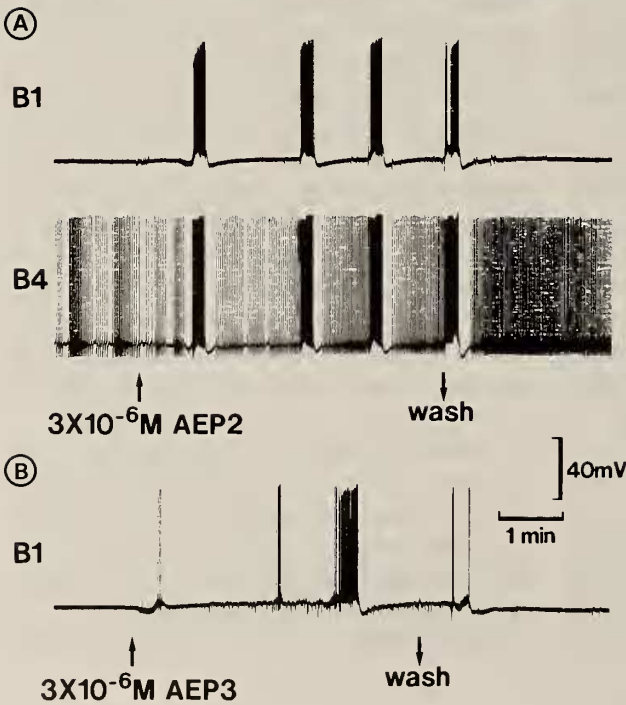 A
B1
B4
3X10⁻⁶M AEP2
wash
B
40mV
B1
1 min
3X10⁻⁶M AEP3
wash